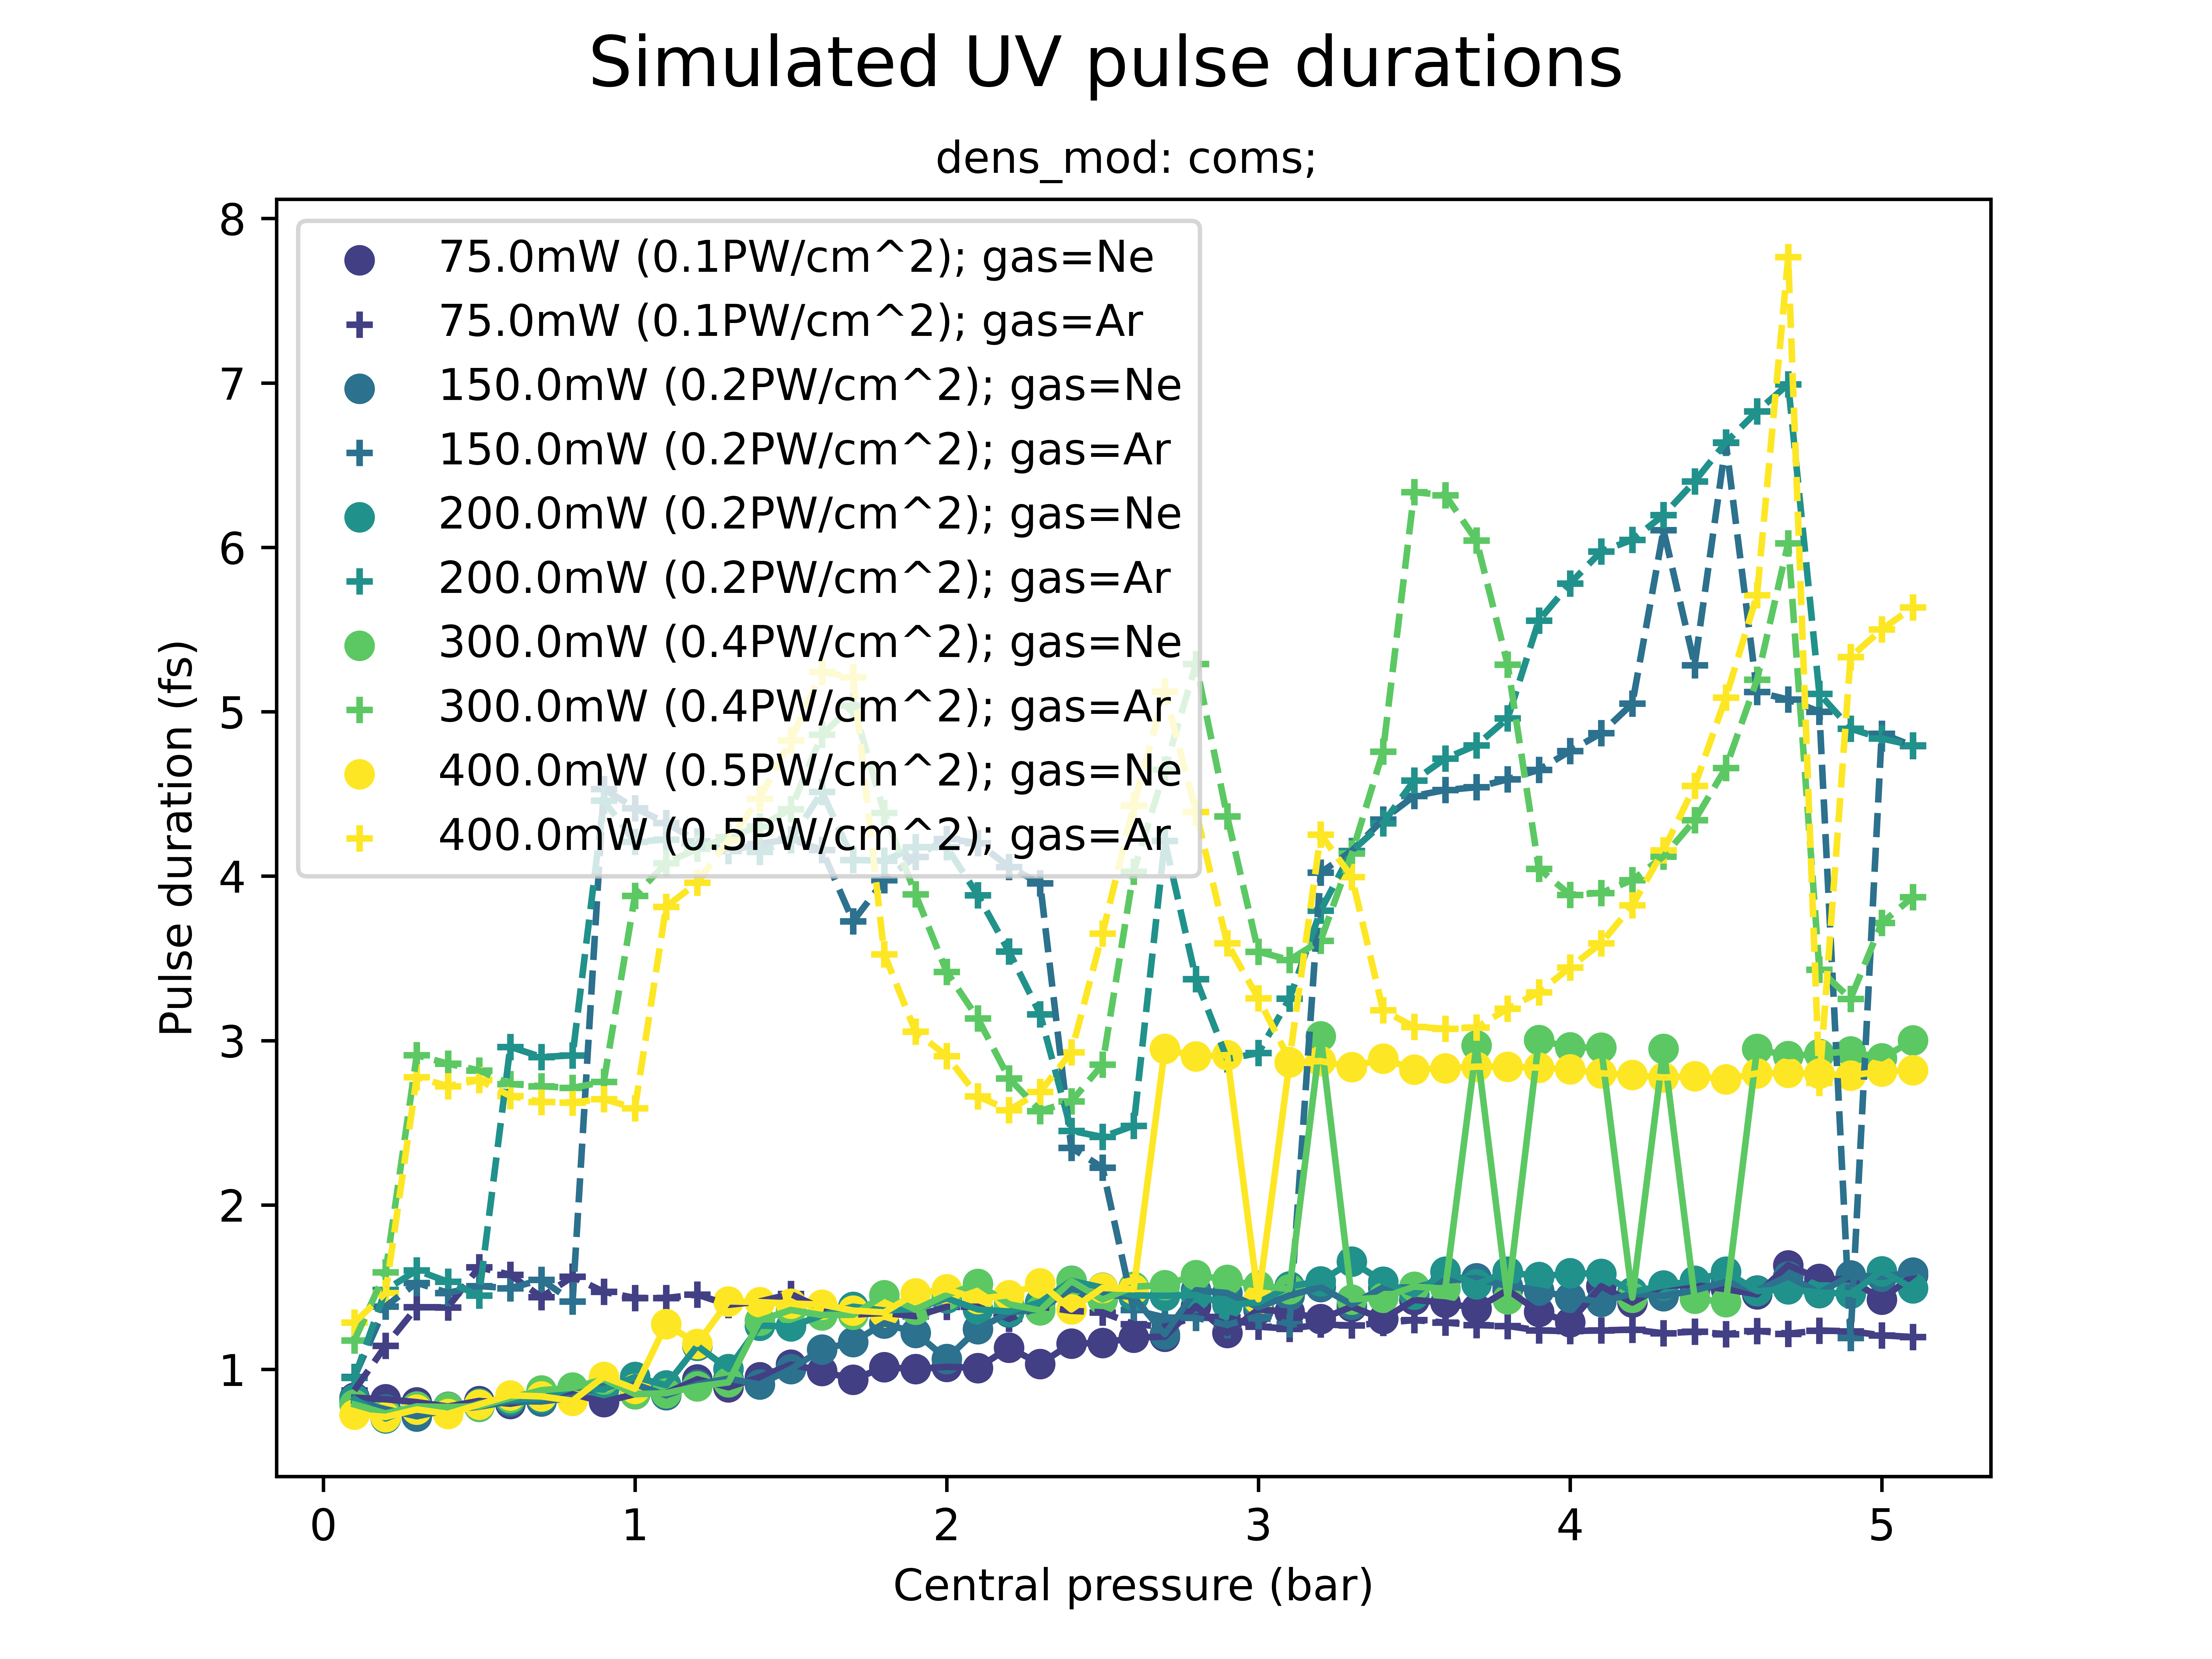 Simulated UV pulse durations
dens_mod: coms;
8
7
6
5
4
3
2
1
Pulse duration (fs)
75.0mW (0.1PW/cm^2); gas=Ne
75.0mW (0.1PW/cm^2); gas=Ar
150.0mW (0.2PW/cm^2); gas=Ne
150.0mW (0.2PW/cm^2); gas=Ar
200.0mW (0.2PW/cm^2); gas=Ne
200.0mW (0.2PW/cm^2); gas=Ar
300.0mW (0.4PW/cm^2); gas=Ne
300.0mW (0.4PW/cm^2); gas=Ar
400.0mW (0.5PW/cm^2); gas=Ne
400.0mW (0.5PW/cm^2); gas=Ar
0 1 2 3 4 5
Central pressure (bar)